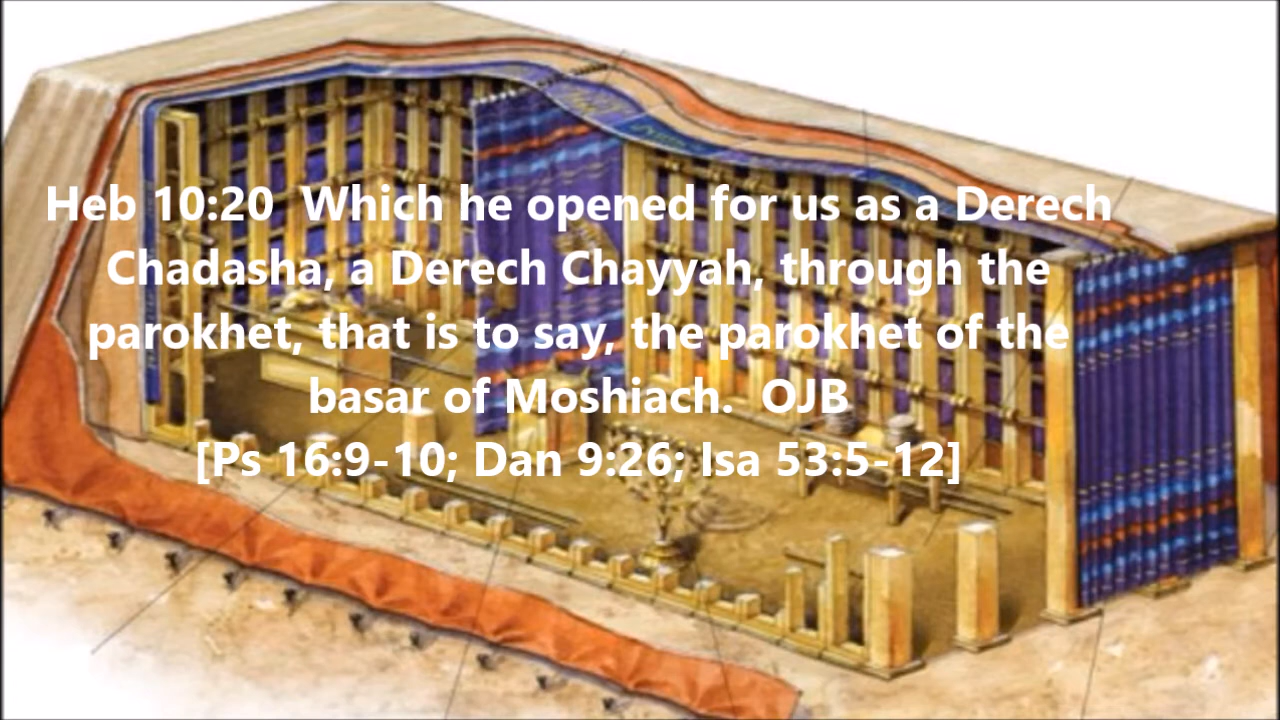 Heb 10:20  Which he opened for us as a Derech
Chadasha, a Derech Chayyah, through the
parokhet, that is to say, the parokhet of the
basar of Moshiach.  OJB
[Ps 16:9-10; Dan 9:26; Isa 53:5-12]